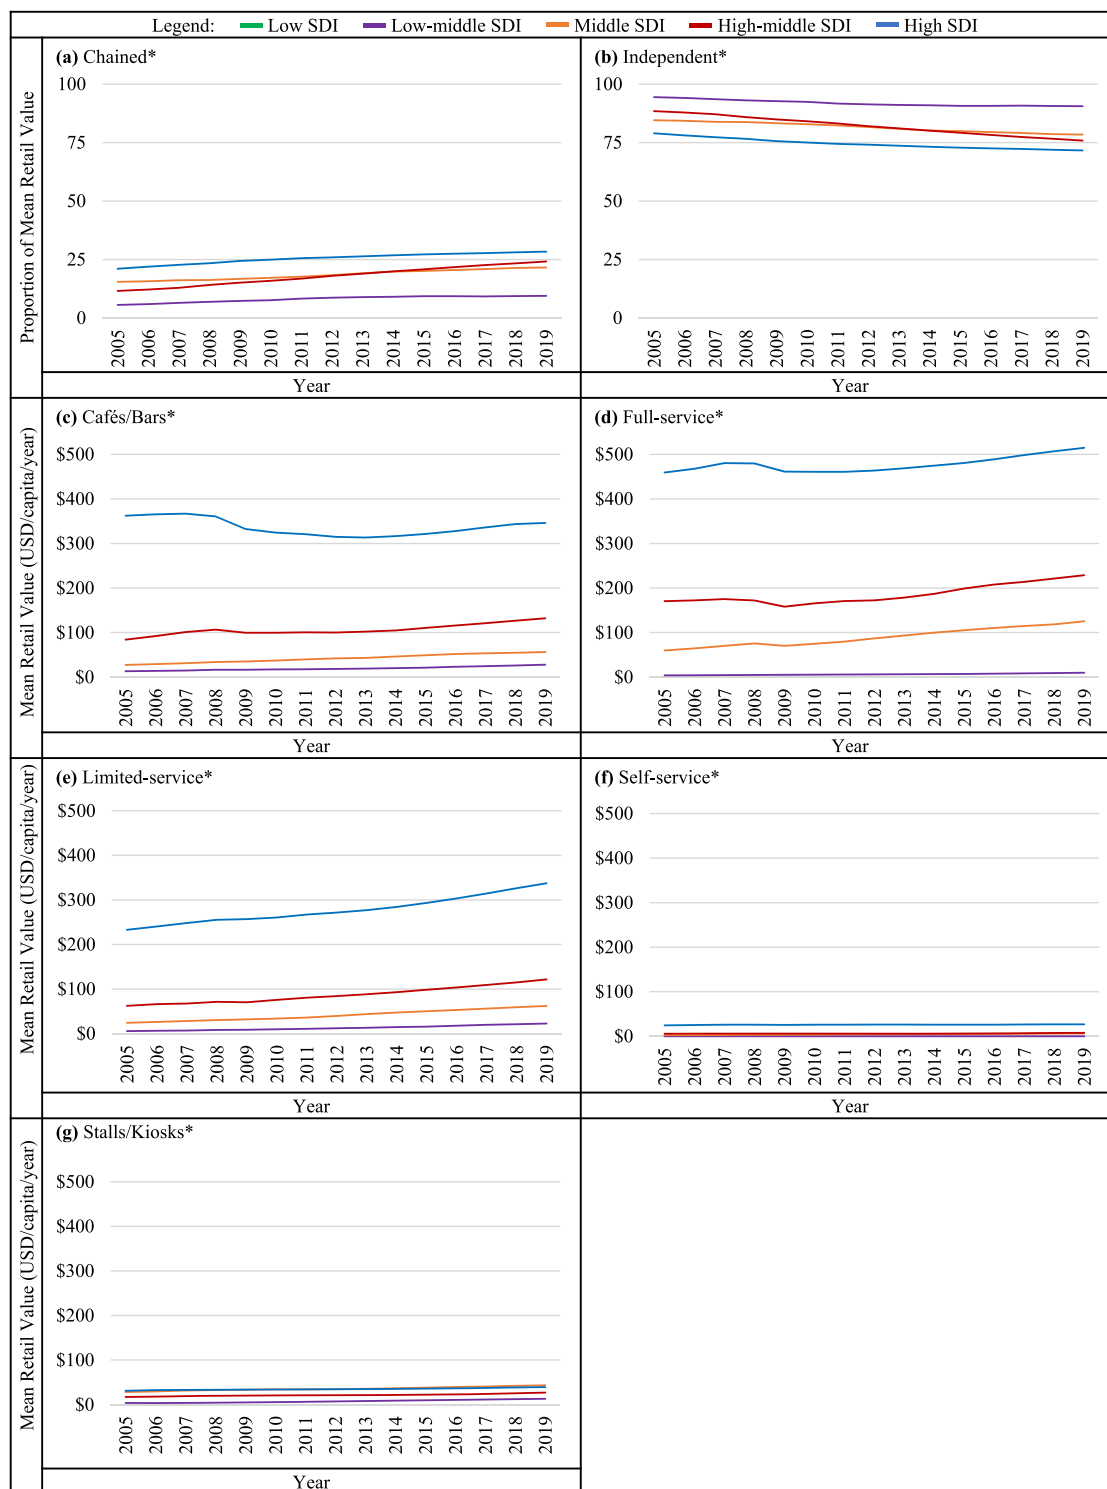 Legend: Low SDI Low-middle SDI Middle SDI High-middle SDI High SDI
(a) Chained*
Proportion of Mean Retail Value
100
75
50
25
0
2005 2006 2007 2008 2009 2010 2011 2012 2013 2014 2015 2016 2017 2018 2019
Year
(b) Independent*
100
75
50
25
0
2005 2006 2007 2008 2009 2010 2011 2012 2013 2014 2015 2016 2017 2018 2019
Year
(c) Cafés/Bars*
Mean Retail Value (USD/capita/year)
$500
$400
$300
$200
$100
$0
2005 2006 2007 2008 2009 2010 2011 2012 2013 2014 2015 2016 2017 2018 2019
Year
(d) Full-service*
$500
$400
$300
$200
$100
$0
2005 2006 2007 2008 2009 2010 2011 2012 2013 2014 2015 2016 2017 2018 2019
Year
(e) Limited-service*
Mean Retail Value (USD/capita/year)
$500
$400
$300
$200
$100
$0
2005 2006 2007 2008 2009 2010 2011 2012 2013 2014 2015 2016 2017 2018 2019
Year
(f) Self-service*
$500
$400
$300
$200
$100
$0
2005 2006 2007 2008 2009 2010 2011 2012 2013 2014 2015 2016 2017 2018 2019
Year
(g) Stalls/Kiosks*
Mean Retail Value (USD/capita/year)
$500
$400
$300
$200
$100
$0
2005 2006 2007 2008 2009 2010 2011 2012 2013 2014 2015 2016 2017 2018 2019
Year